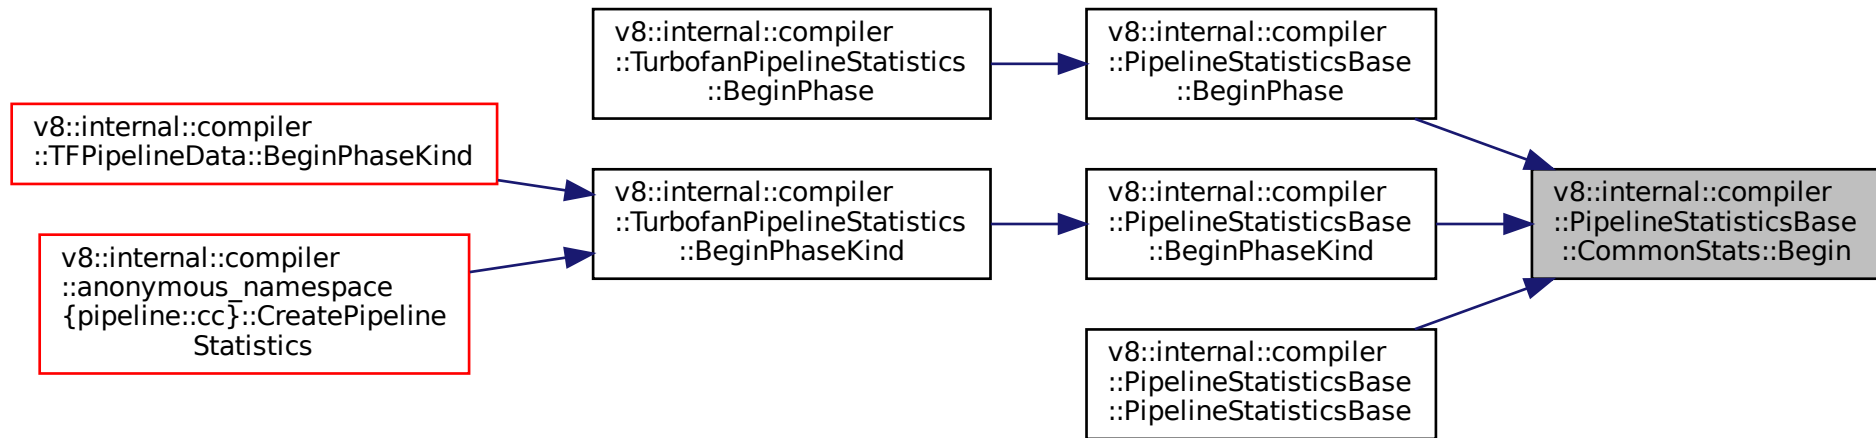 v8::internal::compiler
::TurbofanPipelineStatistics
::BeginPhase
v8::internal::compiler
::PipelineStatisticsBase
::BeginPhase
v8::internal::compiler
::TFPipelineData::BeginPhaseKind
v8::internal::compiler
::TurbofanPipelineStatistics
::BeginPhaseKind
v8::internal::compiler
::PipelineStatisticsBase
::BeginPhaseKind
v8::internal::compiler
::PipelineStatisticsBase
::CommonStats::Begin
v8::internal::compiler
::anonymous_namespace
{pipeline::cc}::CreatePipeline
Statistics
v8::internal::compiler
::PipelineStatisticsBase
::PipelineStatisticsBase